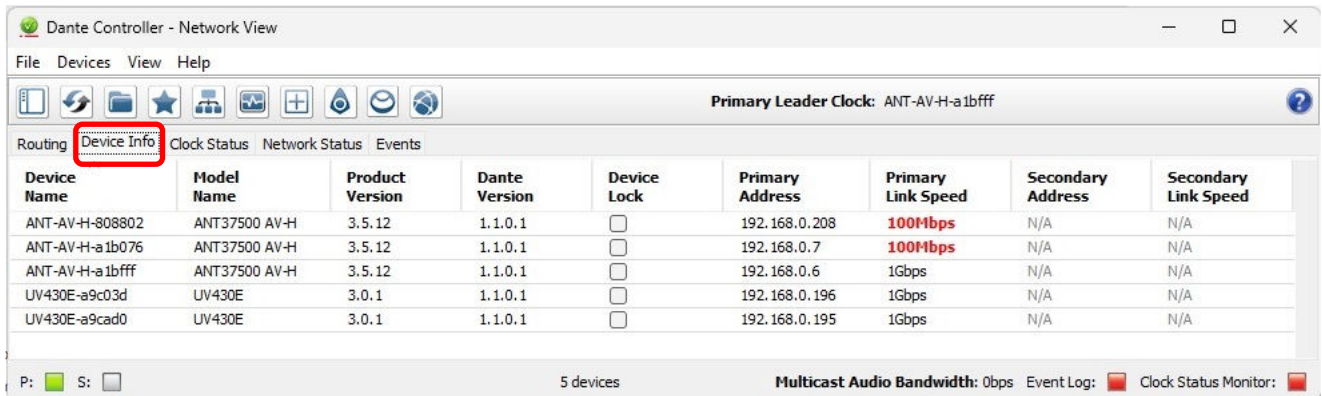 Dante Controller - Network View
File Devices View Help
Primary Leader Clock: ANT-AV-H-a1bfff
Routing Device Info Clock Status Network Status Events
Device Name Model Name Product Version Dante Version Device Lock Primary Address Primary Link Speed Secondary Address Secondary Link Speed
ANT-AV-H-808802 ANT37500 AV-H 3.5.12 1.1.0.1 192.168.0.208 100Mbps N/A N/A
ANT-AV-H-a1b076 ANT37500 AV-H 3.5.12 1.1.0.1 192.168.0.7 100Mbps N/A N/A
ANT-AV-H-a1bfff ANT37500 AV-H 3.5.12 1.1.0.1 192.168.0.6 1Gbps N/A N/A
UV430E-a9c03d UV430E 3.0.1 1.1.0.1 192.168.0.196 1Gbps N/A N/A
UV430E-a9cad0 UV430E 3.0.1 1.1.0.1 192.168.0.195 1Gbps N/A N/A
P: S: 5 devices Multicast Audio Bandwidth: 0bps Event Log: Clock Status Monitor: